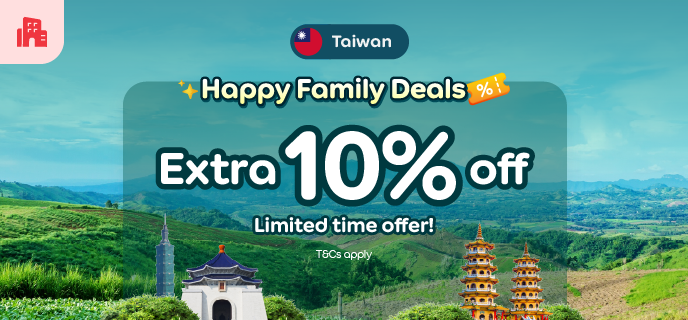 Taiwan
Happy Family Deals %
Extra 10% off
Limited time offer!
T&Cs apply